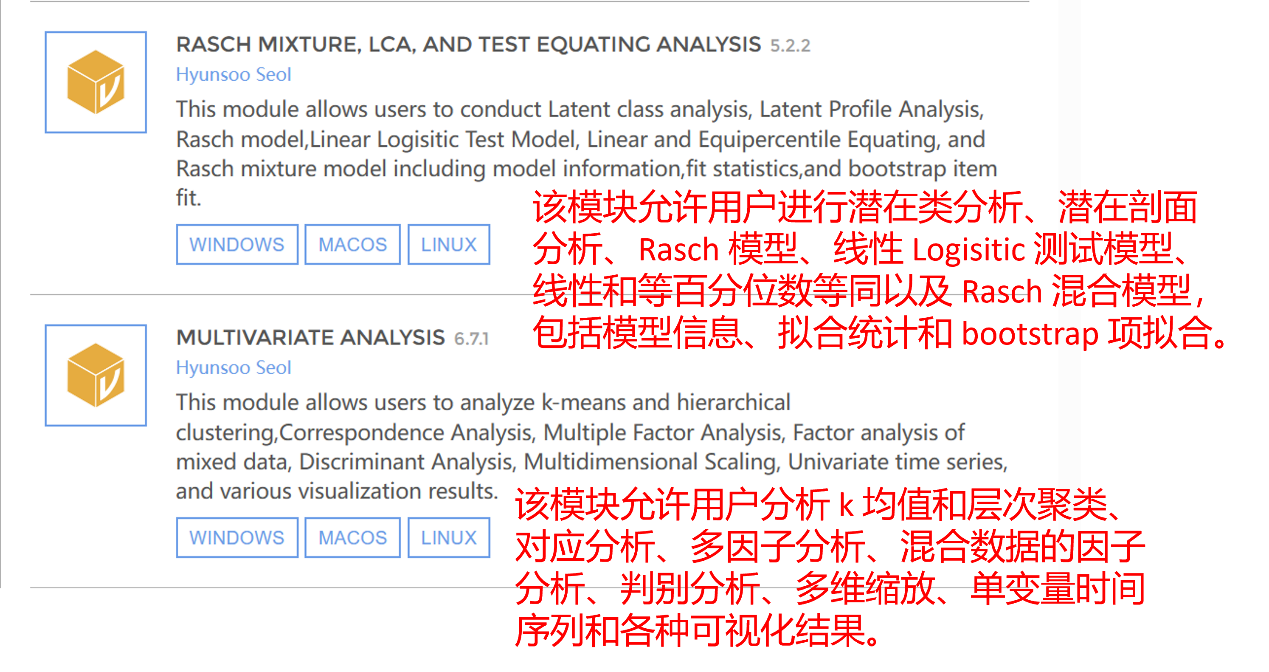 RASCH MIXTURE, LCA, AND TEST EQUATING ANALYSIS 5.2.2
Hyunsoo Seol
This module allows users to conduct Latent class analysis, Latent Profile Analysis,
Rasch model,Linear Logisitic Test Model, Linear and Equipercentile Equating, and
Rasch mixture model including model information,fit statistics,and bootstrap item
fit.
该模块允许用户进行潜在类分析、潜在剖面
分析、Rasch 模型、线性 Logisitic 测试模型、
线性和等百分位数等同以及 Rasch 混合模型，
包括模型信息、拟合统计和 bootstrap 项拟合。
WINDOWS MACOS LINUX
MULTIVARIATE ANALYSIS 6.7.1
Hyunsoo Seol
This module allows users to analyze k-means and hierarchical
clustering,Correspondence Analysis, Multiple Factor Analysis, Factor analysis of
mixed data, Discriminant Analysis, Multidimensional Scaling, Univariate time series,
and various visualization results.
该模块允许用户分析 k 均值和层次聚类、
对应分析、多因子分析、混合数据的因子
分析、判别分析、多维缩放、单变量时间
序列和各种可视化结果。
WINDOWS MACOS LINUX